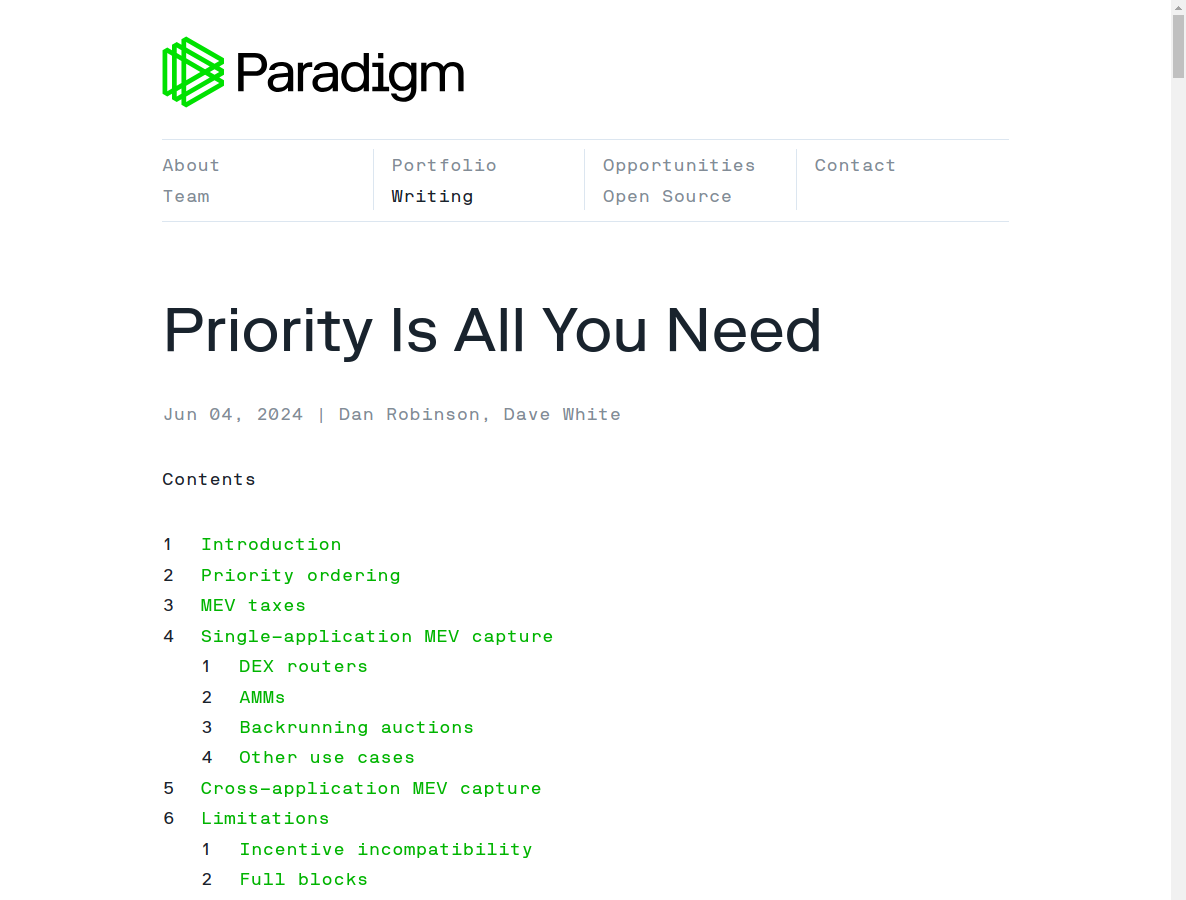 Paradigm
About
Team
Portfolio
Writing
Opportunities
Open Source
Contact
Priority Is All You Need
Jun 04, 2024 | Dan Robinson, Dave White
Contents
1 Introduction
2 Priority ordering
3 MEV taxes
4 Single-application MEV capture
1 DEX routers
2 AMMs
3 Backrunning auctions
4 Other use cases
5 Cross-application MEV capture
6 Limitations
1 Incentive incompatibility
2 Full blocks